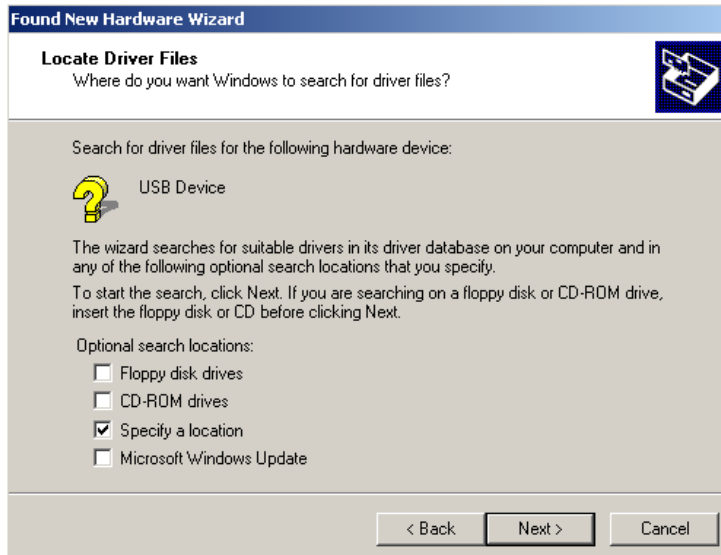 Found New Hardware Wizard
Locate Driver Files
Where do you want Windows to search for driver files?
Search for driver files for the following hardware device:
USB Device
The wizard searches for suitable drivers in its driver database on your computer and in
any of the following optional search locations that you specify.
To start the search, click Next. If you are searching on a floppy disk or CD-ROM drive,
insert the floppy disk or CD before clicking Next.
Optional search locations:
Floppy disk drives
CD-ROM drives
Specify a location
Microsoft Windows Update
< Back Next > Cancel